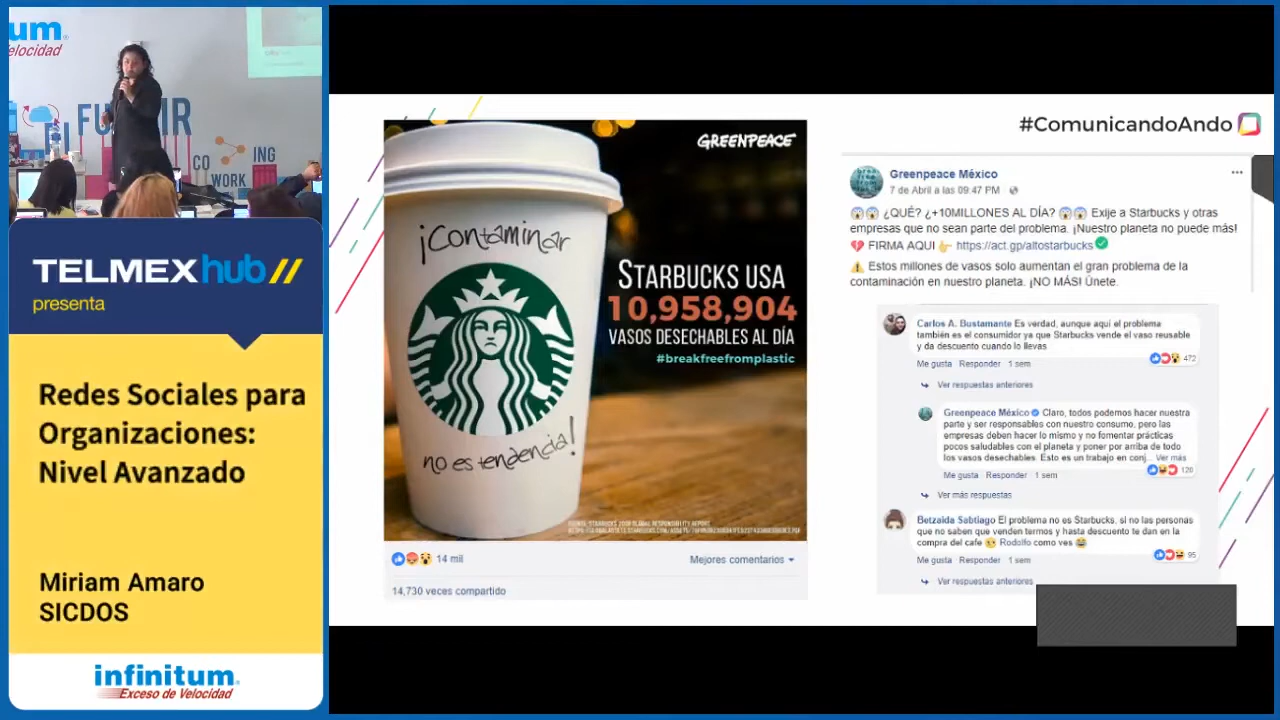 um.
elocidad
FU IR
EL
CO ING
WORK
TELMEXhub//
presenta
Redes Sociales para
Organizaciones:
Nivel Avanzado
Miriam Amaro
SICDOS
infinitum.
Exceso de Velocidad
GREENPEACE
¡Contaminar
no es tendencia!
STARBUCKS USA
10,958,904
VASOS DESECHABLES AL DÍA
#breakfreefromplastic
14 mil
Mejores comentarios
14,730 veces compartido
#ComunicandoAndo
Greenpeace México
7 de Abril a las 09:47 PM
¿QUÉ? ¿+10MILLONES AL DÍA? Exije a Starbucks y otras
empresas que no sean parte del problema. ¡Nuestro planeta no puede más!
FIRMA AQUI https://act.gp/altostarbucks
Estos millones de vasos solo aumentan el gran problema de la
contaminación en nuestro planeta. ¡NO MÁS! Únete.
Carlos A. Bustamante Es verdad, aunque aquí el problema
también es el consumidor ya que Starbucks vende el vaso reusable
y da descuento cuando lo llevas
472
Me gusta Responder 1 sem
Ver respuestas anteriores
Greenpeace México Claro, todos podemos hacer nuestra
parte y ser responsables con nuestro consumo, pero las
empresas deben hacer lo mismo y no fomentar prácticas
pocos saludables con el planeta y poner por arriba de todo
los vasos desechables. Esto es un trabajo en conj... Ver más
120
Me gusta Responder 1 sem
Ver más respuestas
Betzaida Sabtiago El problema no es Starbucks, si no las personas
que no saben que venden termos y hasta descuento te dan en la
compra del cafe Rodolfo como ves
95
Me gusta Responder 1 sem
Ver respuestas anteriores